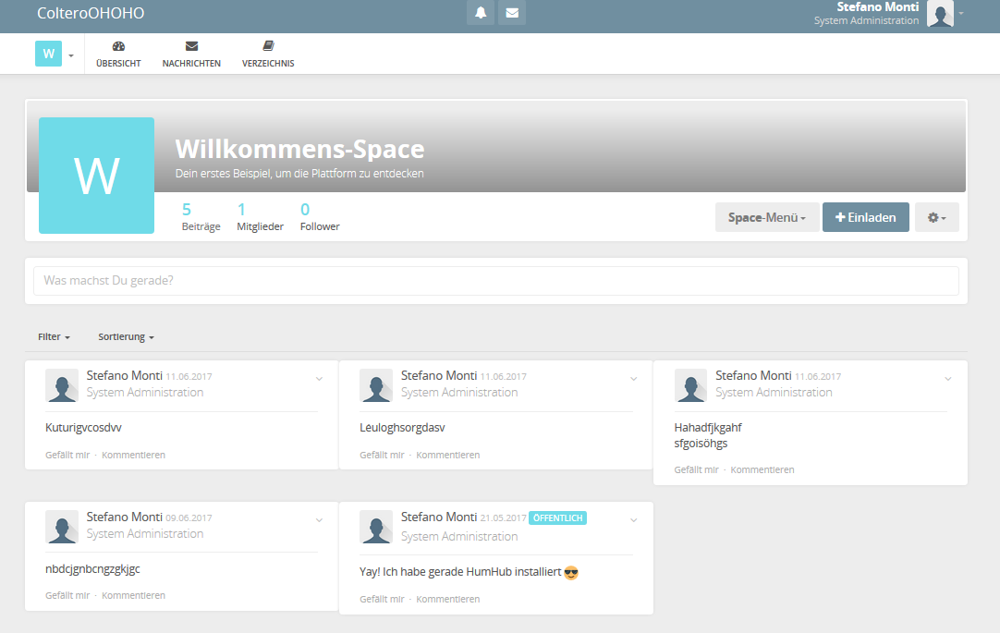 ColteroOHOHO
Stefano Monti
System Administration
W
ÜBERSICHT
NACHRICHTEN
VERZEICHNIS
W
Willkommens-Space
Dein erstes Beispiel, um die Plattform zu entdecken
5
Beiträge
1
Mitglieder
0
Follower
Space-Menü
Einladen
Was machst Du gerade?
Filter
Sortierung
Stefano Monti 11.06.2017
System Administration
Kuturigvcosdvv
Gefällt mir · Kommentieren
Stefano Monti 11.06.2017
System Administration
Leuloghsorgdasv
Gefällt mir · Kommentieren
Stefano Monti 11.06.2017
System Administration
Hahadfjkgahf
sfgoisöhgs
Gefällt mir · Kommentieren
Stefano Monti 09.06.2017
System Administration
nbdcjgnbcngzgkjgc
Gefällt mir · Kommentieren
Stefano Monti 21.05.2017 ÖFFENTLICH
System Administration
Yay! Ich habe gerade HumHub installiert 😎
Gefällt mir · Kommentieren